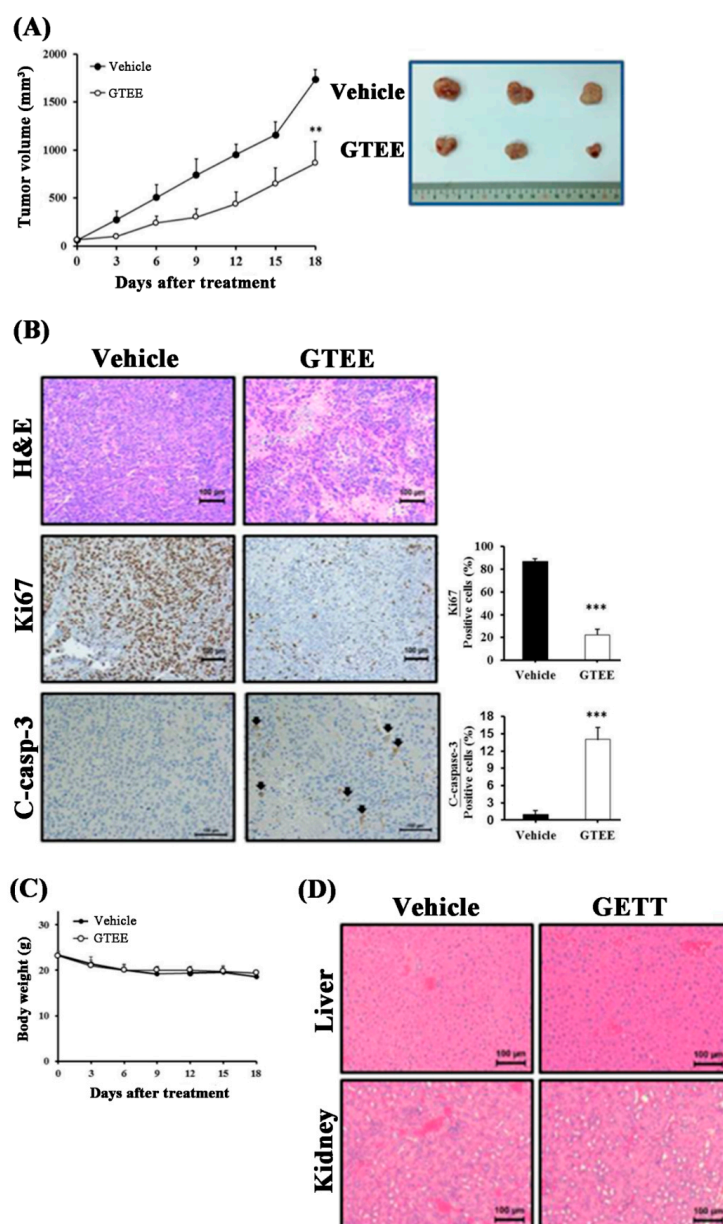 (A)
Tumor volume (mm³)
2000
1500
1000
500
0
Vehicle
GTEE
**
0 3 6 9 12 15 18
Days after treatment
Vehicle
GTEE
(B)
Vehicle GTEE
H&E
100 µm
100 µm
Ki67
100 µm
100 µm
Ki67
Positive cells (%)
100
80
60
40
20
0
***
Vehicle GTEE
C-casp-3
100 µm
100 µm
C-caspase-3
Positive cells (%)
18
15
12
9
6
3
0
***
Vehicle GTEE
(C)
Body weight (g)
30
20
10
0
Vehicle
GTEE
0 3 6 9 12 15 18
Days after treatment
(D)
Vehicle GETT
Liver
100 µm
100 µm
Kidney
100 µm
100 µm